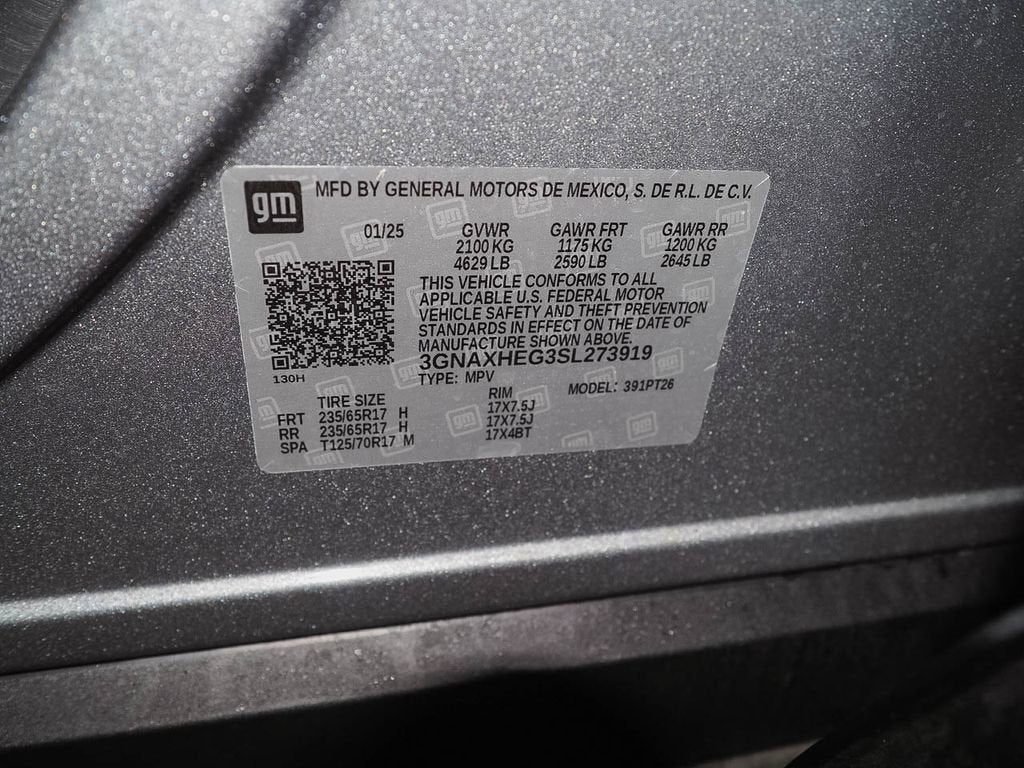 gm MFD BY GENERAL MOTORS DE MEXICO, S. DE R.L. DE C.V.
01/25 GVWR GAWR FRT GAWR RR
2100 KG 1175 KG 1200 KG
4629 LB 2590 LB 2645 LB
THIS VEHICLE CONFORMS TO ALL
APPLICABLE U.S. FEDERAL MOTOR
VEHICLE SAFETY AND THEFT PREVENTION
STANDARDS IN EFFECT ON THE DATE OF
MANUFACTURE SHOWN ABOVE.
3GNAXHEG3SL273919
130H
TYPE: MPV
MODEL: 391PT26
TIRE SIZE RIM
FRT 235/65R17 H 17X7.5J
RR 235/65R17 H 17X7.5J
SPA T125/70R17 M 17X4BT